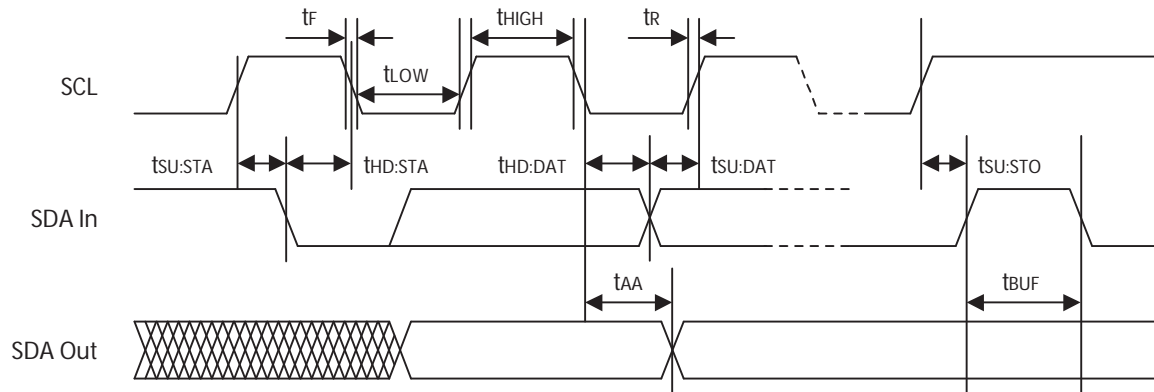 tF tHIGH tR
SCL
tLOW
tSU:STA tHD:STA tHD:DAT tSU:DAT tSU:STO
SDA In
tAA tBUF
SDA Out